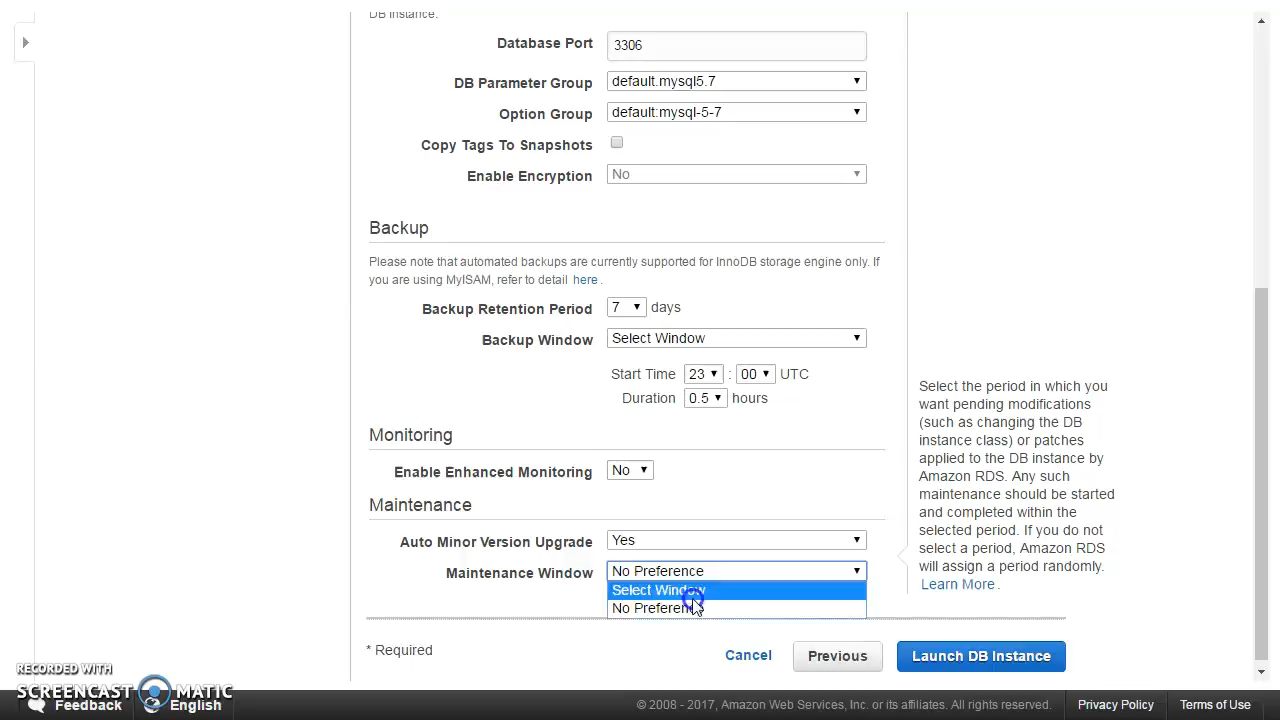 DB Instance.
Database Port 3306
DB Parameter Group default.mysql5.7
Option Group default:mysql-5-7
Copy Tags To Snapshots
Enable Encryption No
Backup
Please note that automated backups are currently supported for InnoDB storage engine only. If
you are using MyISAM, refer to detail here .
Backup Retention Period 7 days
Backup Window Select Window
Start Time 23 : 00 UTC
Duration 0.5 hours
Monitoring
Enable Enhanced Monitoring No
Maintenance
Auto Minor Version Upgrade Yes
Maintenance Window No Preference
Select Window
No Preference
Select the period in which you
want pending modifications
(such as changing the DB
instance class) or patches
applied to the DB instance by
Amazon RDS. Any such
maintenance should be started
and completed within the
selected period. If you do not
select a period, Amazon RDS
will assign a period randomly.
Learn More .
* Required
Cancel Previous Launch DB Instance
RECORDED WITH
SCREENCAST MATIC
Feedback English
© 2008 - 2017, Amazon Web Services, Inc. or its affiliates. All rights reserved. Privacy Policy Terms of Use